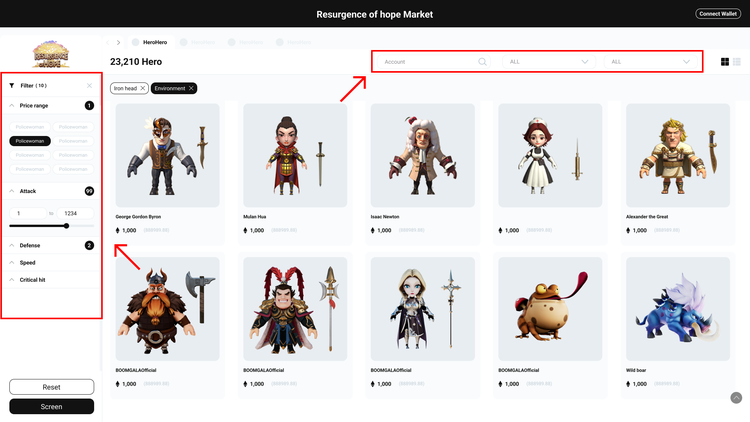 Resurgence of hope Market
Connect Wallet
HeroHero
RESURGENCE
OF HOPE
23,210 Hero
Account
ALL
ALL
Filter (10)
Iron head
Environment
Price range
1
Policewoman Policewoman
Policewoman Policewoman
Policewoman Policewoman
Policewoman Policewoman
Attack
99
1 to 1234
Defense
2
Speed
Critical hit
Reset
Screen
George Gordon Byron
1,000
Mulan Hua
1,000
Isaac Newton
1,000
1,000
Alexander the Greal
1,000
BOOMGALAOfficial
1,000
BOOMGALAOfficial
1,000
BOOMGALAOfficial
1,000
BOOMGALAOfficial
1,000
Wild boar
1,000